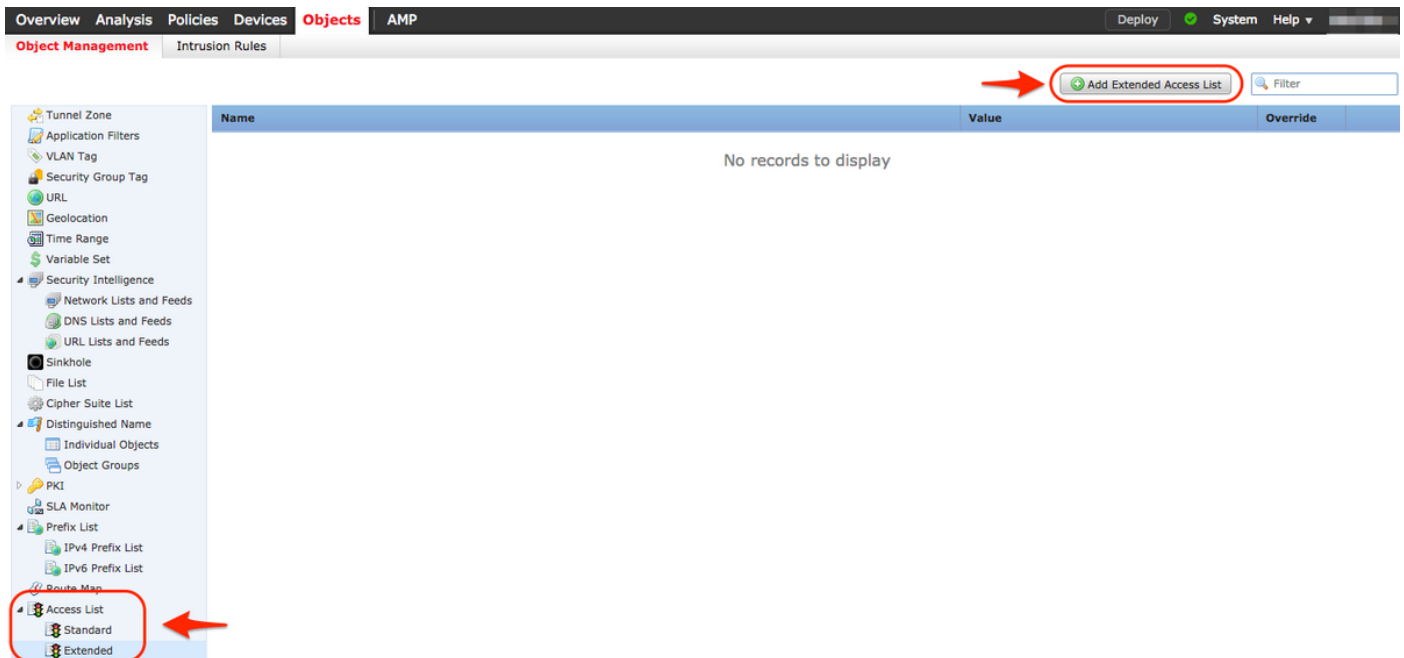 Overview Analysis Policies Devices Objects AMP Deploy System Help
Object Management Intrusion Rules
Add Extended Access List Filter
Name Value Override
No records to display
Tunnel Zone
Application Filters
VLAN Tag
Security Group Tag
URL
Geolocation
Time Range
Variable Set
Security Intelligence
Network Lists and Feeds
DNS Lists and Feeds
URL Lists and Feeds
Sinkhole
File List
Cipher Suite List
Distinguished Name
Individual Objects
Object Groups
PKI
SLA Monitor
Prefix List
IPv4 Prefix List
IPv6 Prefix List
Route Map
Access List
Standard
Extended